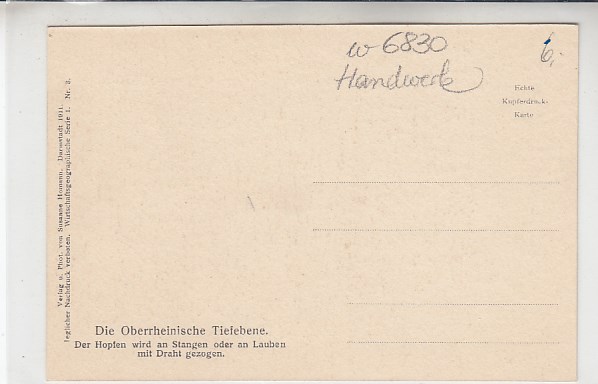 w 6830
Handwerk
6,-
Echte
Kupferdruck-
Karte
Verlag u. Phot. von Susanne Homann. Darmstadt 1911.
Jeglicher Nachdruck verboten. Wirtschaftsgeographische Serie I. Nr. 3.
Die Oberrheinische Tiefebene.
Der Hopfen wird an Stangen oder an Lauben
mit Draht gezogen.